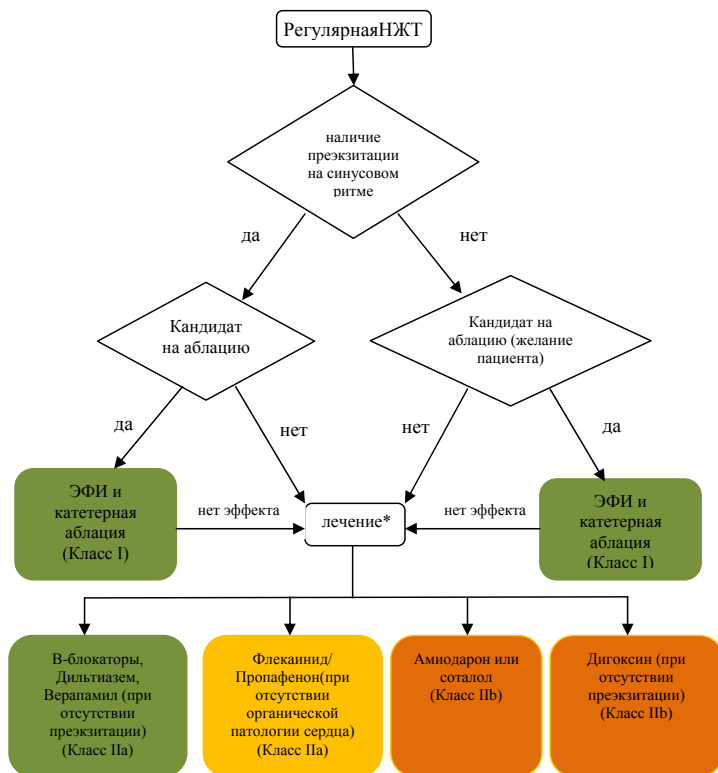 РегулярнаяНЖТ
наличие
преэкзитации
на синусовом
ритме
да
нет
Кандидат
на аблацию
Кандидат на
аблацию (желание
пациента)
да
нет
нет
да
ЭФИ и
катетерная
аблация
(Класс I)
нет эффекта
лечение*
нет эффекта
ЭФИ и
катетерная
аблация
(Класс I)
В-блокаторы,
Дильтиазем,
Верапамил (при
отсутствии
преэкзитации)
(Класс IIa)
Флекаинид/
Пропафенон(при
отсутствии
органической
патологии сердца)
(Класс IIa)
Амиодарон или
соталол
(Класс IIb)
Дигоксин (при
отсутствии
преэкзитации)
(Класс IIb)